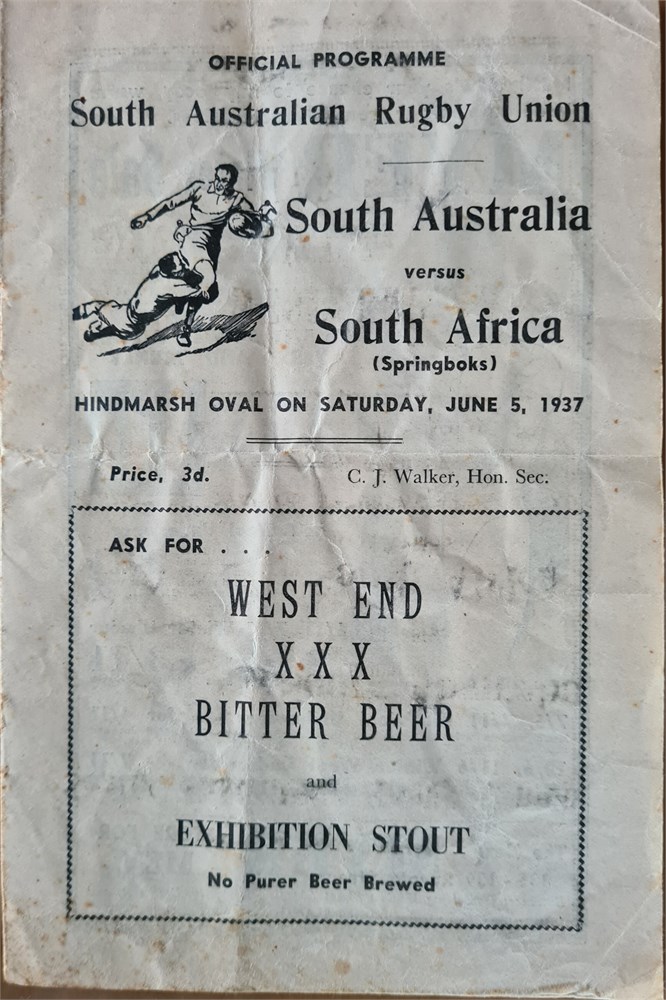 OFFICIAL PROGRAMME
South Australian Rugby Union
South Australia
versus
South Africa
(Springboks)
HINDMARSH OVAL ON SATURDAY, JUNE 5, 1937
Price, 3d. C. J. Walker, Hon. Sec.
ASK FOR . . .
WEST END
XXX
BITTER BEER
and
EXHIBITION STOUT
No Purer Beer Brewed